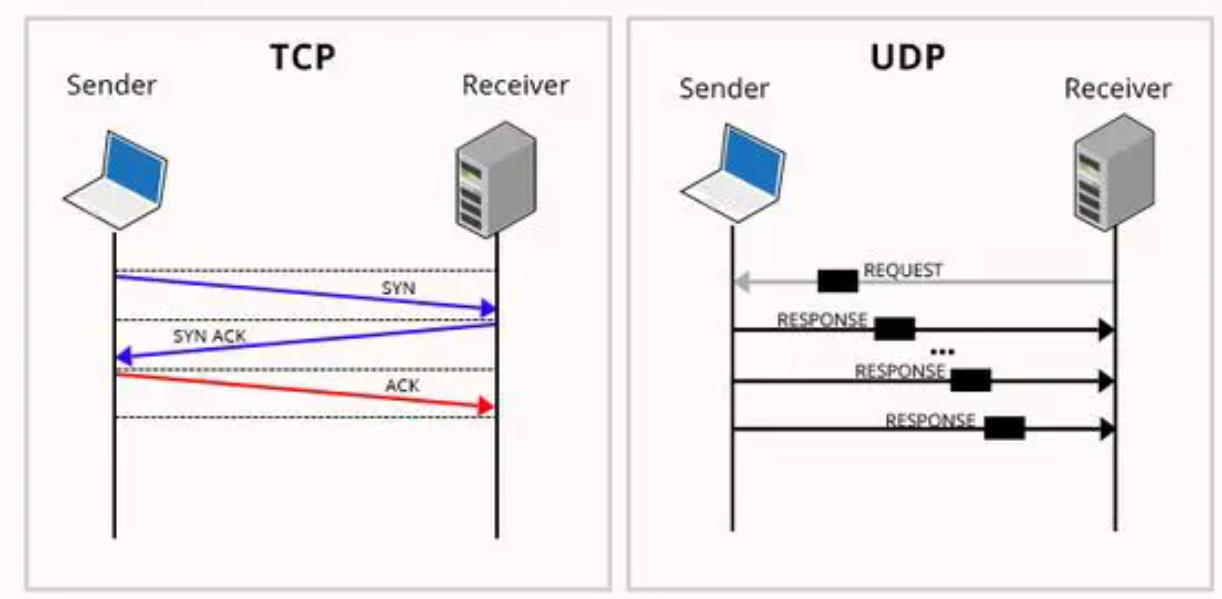 TCP
Sender
Receiver
SYN
SYN ACK
ACK
UDP
Sender
Receiver
REQUEST
RESPONSE
...
RESPONSE
RESPONSE